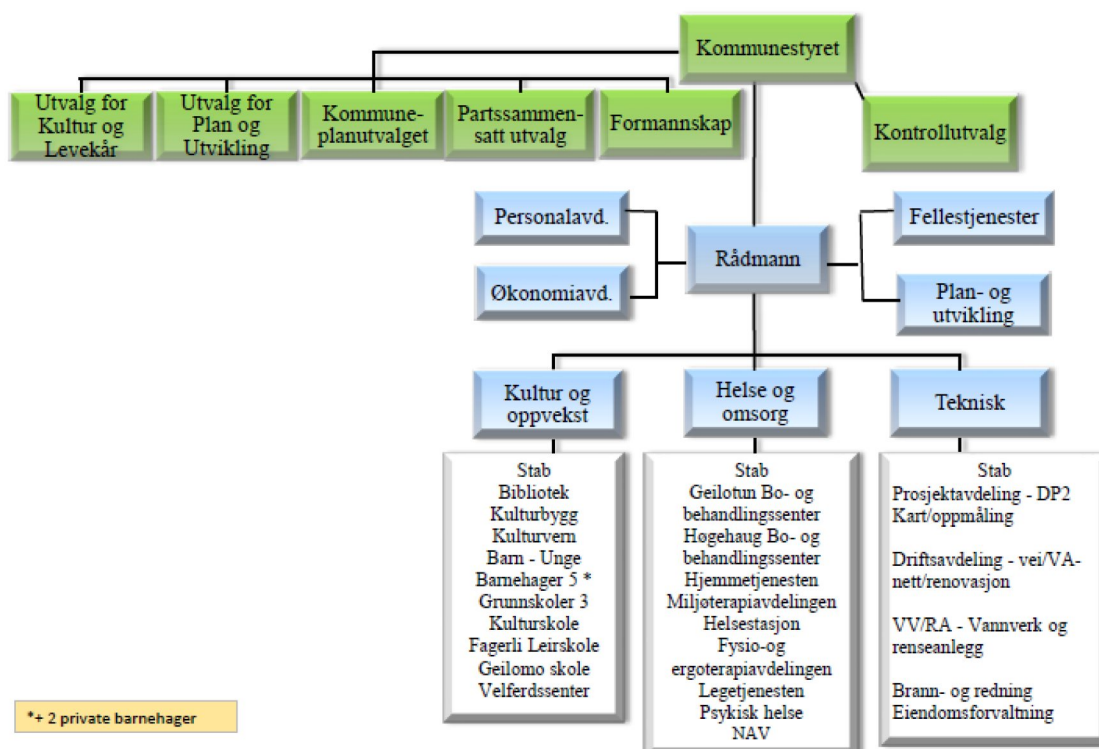 Kommunestyret
Utvalg for
Kultur og
Levekår
Utvalg for
Plan og
Utvikling
Kommune-
planutvalget
Partssammen-
satt utvalg
Formannskap
Kontrollutvalg
Personalavd.
Økonomiavd.
Rådmann
Fellestjenester
Plan- og
utvikling
Kultur og
oppvekst
Helse og
omsorg
Teknisk
Stab
Bibliotek
Kulturbygg
Kulturvern
Barn - Unge
Barnehager 5 *
Grunnskoler 3
Kulturskole
Fagerli Leirskole
Geilomo skole
Velferdssenter
Stab
Geilotun Bo- og
behandlingssenter
Høgehaug Bo- og
behandlingssenter
Hjemmetjenesten
Miljøterapiavdelingen
Helsestasjon
Fysio-og
ergoterapiavdelingen
Legetjenesten
Psykisk helse
NAV
Stab
Prosjektavdeling - DP2
Kart/oppmåling
Driftsavdeling - vei/VA-
nett/renovasjon
VV/RA - Vannverk og
renseanlegg
Brann- og redning
Eiendomsforvaltning
*+ 2 private barnehager